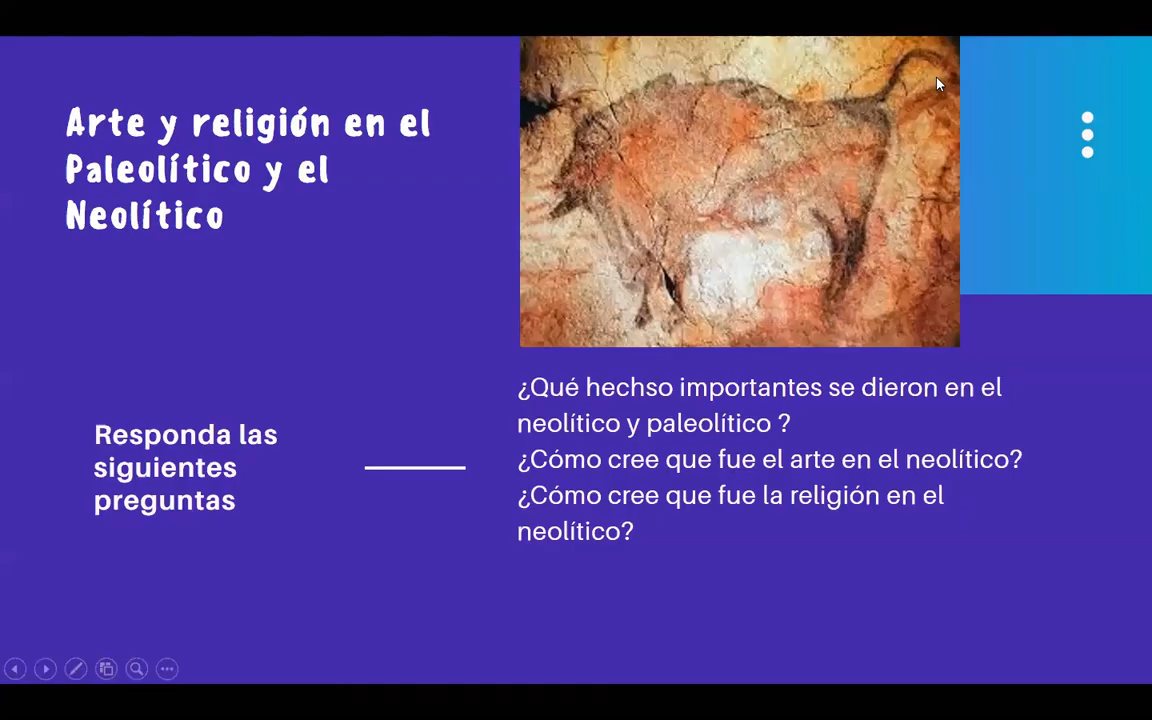 Arte y religión en el
Paleolítico y el
Neolítico
Responda las
siguientes
preguntas
¿Qué hechso importantes se dieron en el
neolítico y paleolítico ?
¿Cómo cree que fue el arte en el neolítico?
¿Cómo cree que fue la religión en el
neolítico?